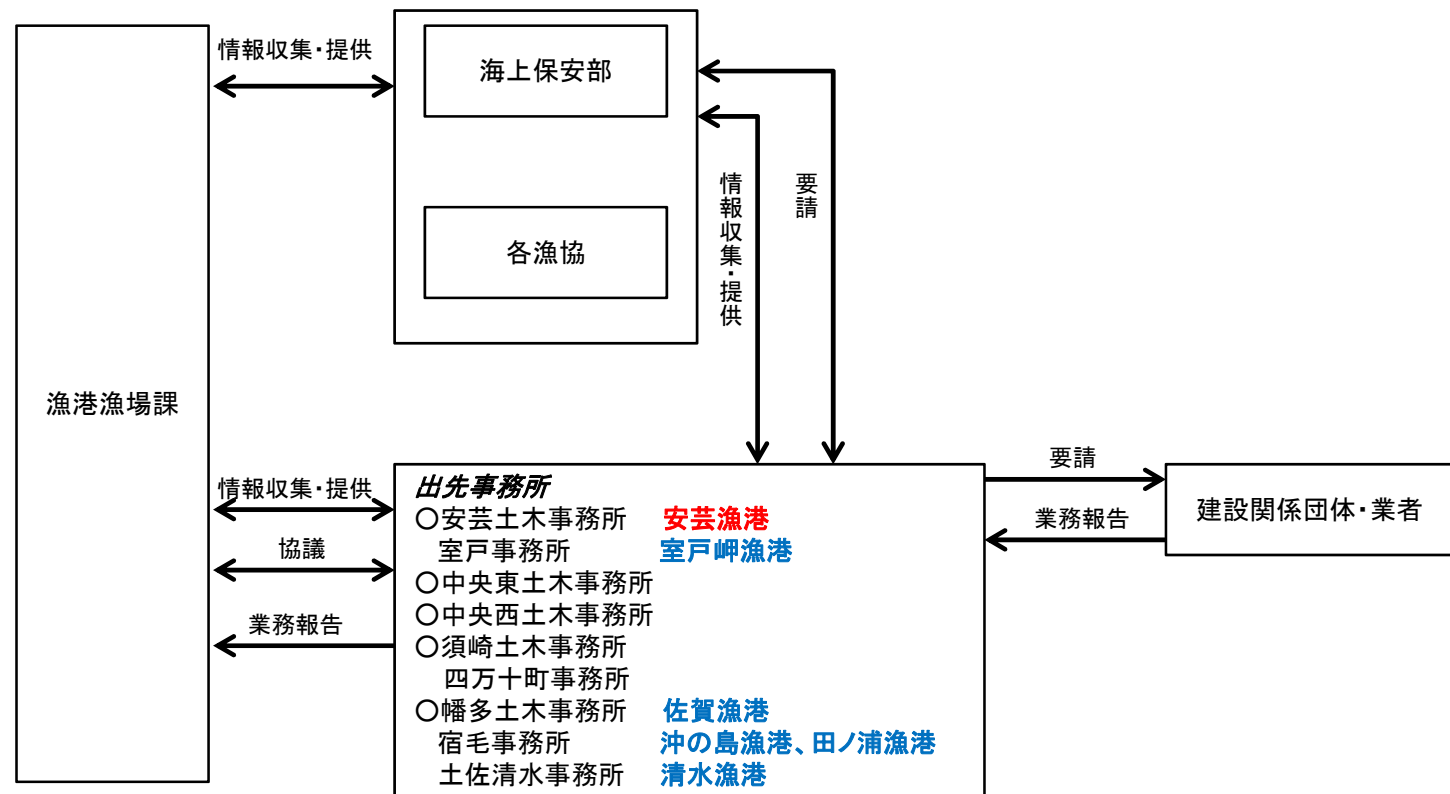 情報収集・提供
海上保安部
各漁協
情報収集・提供
要請
漁港漁場課
情報収集・提供
協議
業務報告
出先事務所
〇安芸土木事務所 安芸漁港
室戸事務所 室戸岬漁港
〇中央東土木事務所
〇中央西土木事務所
〇須崎土木事務所
四万十町事務所
〇幡多土木事務所 佐賀漁港
宿毛事務所 沖の島漁港、田ノ浦漁港
土佐清水事務所 清水漁港
要請
業務報告
建設関係団体・業者